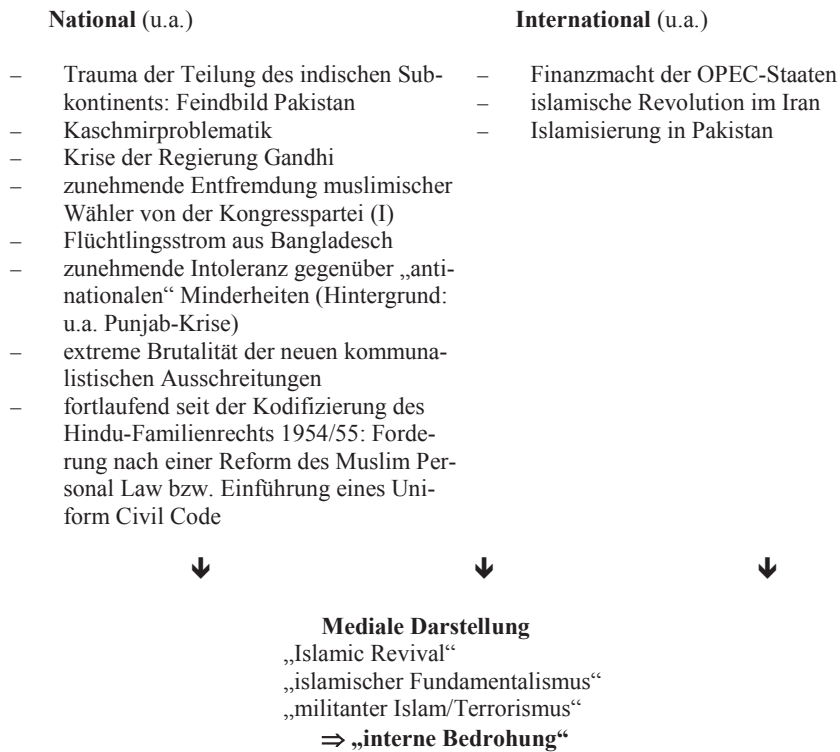 National (u.a.)
– Trauma der Teilung des indischen Sub-
kontinents: Feindbild Pakistan
– Kaschmirproblematik
– Krise der Regierung Gandhi
– zunehmende Entfremdung muslimischer
Wähler von der Kongresspartei (I)
– Flüchtlingsstrom aus Bangladesch
– zunehmende Intoleranz gegenüber „anti-
nationalen“ Minderheiten (Hintergrund:
u.a. Punjab-Krise)
– extreme Brutalität der neuen kommuna-
listischen Ausschreitungen
– fortlaufend seit der Kodifizierung des
Hindu-Familienrechts 1954/55: Forde-
rung nach einer Reform des Muslim Per-
sonal Law bzw. Einführung eines Uni-
form Civil Code
International (u.a.)
– Finanzmacht der OPEC-Staaten
– islamische Revolution im Iran
– Islamisierung in Pakistan
🡻 🡻 🡻
Mediale Darstellung
„Islamic Revival“
„islamischer Fundamentalismus“
„militanter Islam/Terrorismus“
⇒ „interne Bedrohung“